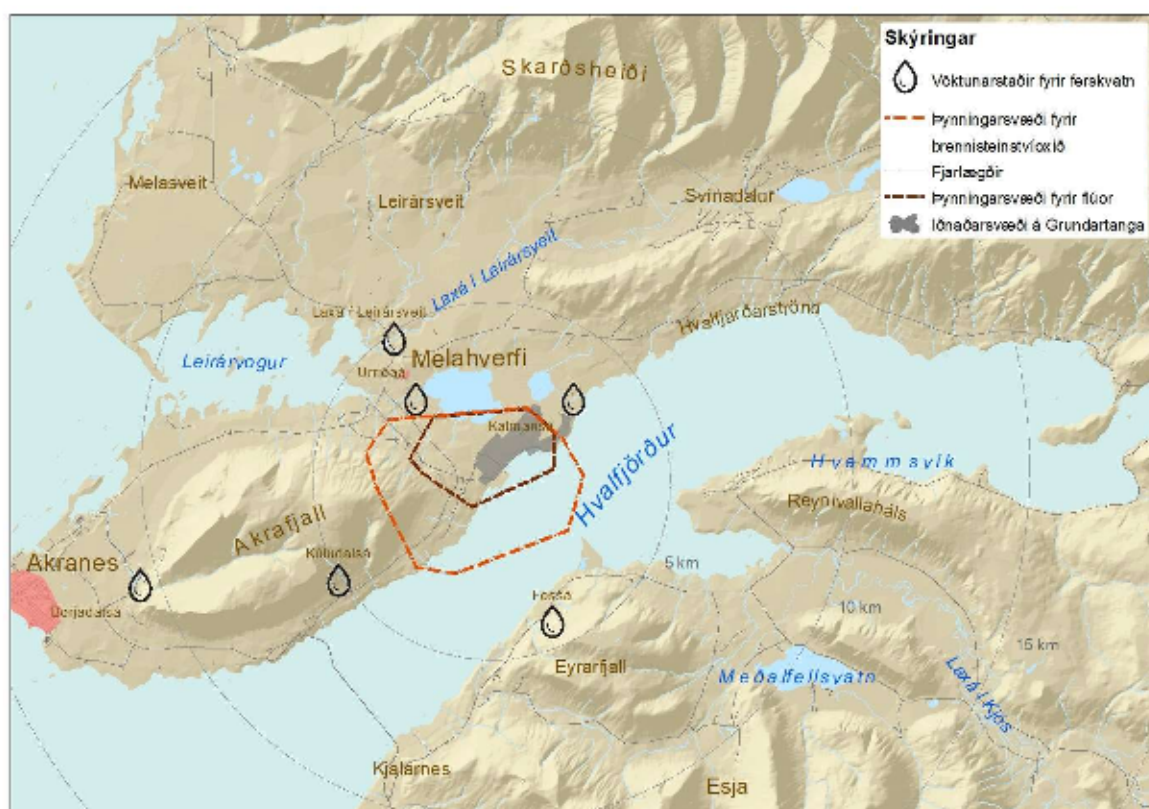 Skýringar
Vöktunarstaðir fyrir ferskvatn
Þynningarsvæði fyrir
brennisteinstvíoxíð
Fjarlægðir
Þynningarsvæði fyrir flúor
Iðnaðarsvæði á Grundartanga
Skarðsheiði
Melasveit
Leirársveit
Svínadalur
Laxá í Leirársveit
Laxá í Leirársveit
Hvalfjarðarströnd
Leirárvogur
Melahverfi
Urriðaá
Kalmansá
Hvalfjörður
Hvammsvík
Reynivallaháls
Akrafjall
Akranes
Kúludalsá
Berjadalsá
5 km
10 km
15 km
Fossá
Eyrarfjall
Meðalfellsvatn
Laxá í Kjós
Kjalarnes
Esja